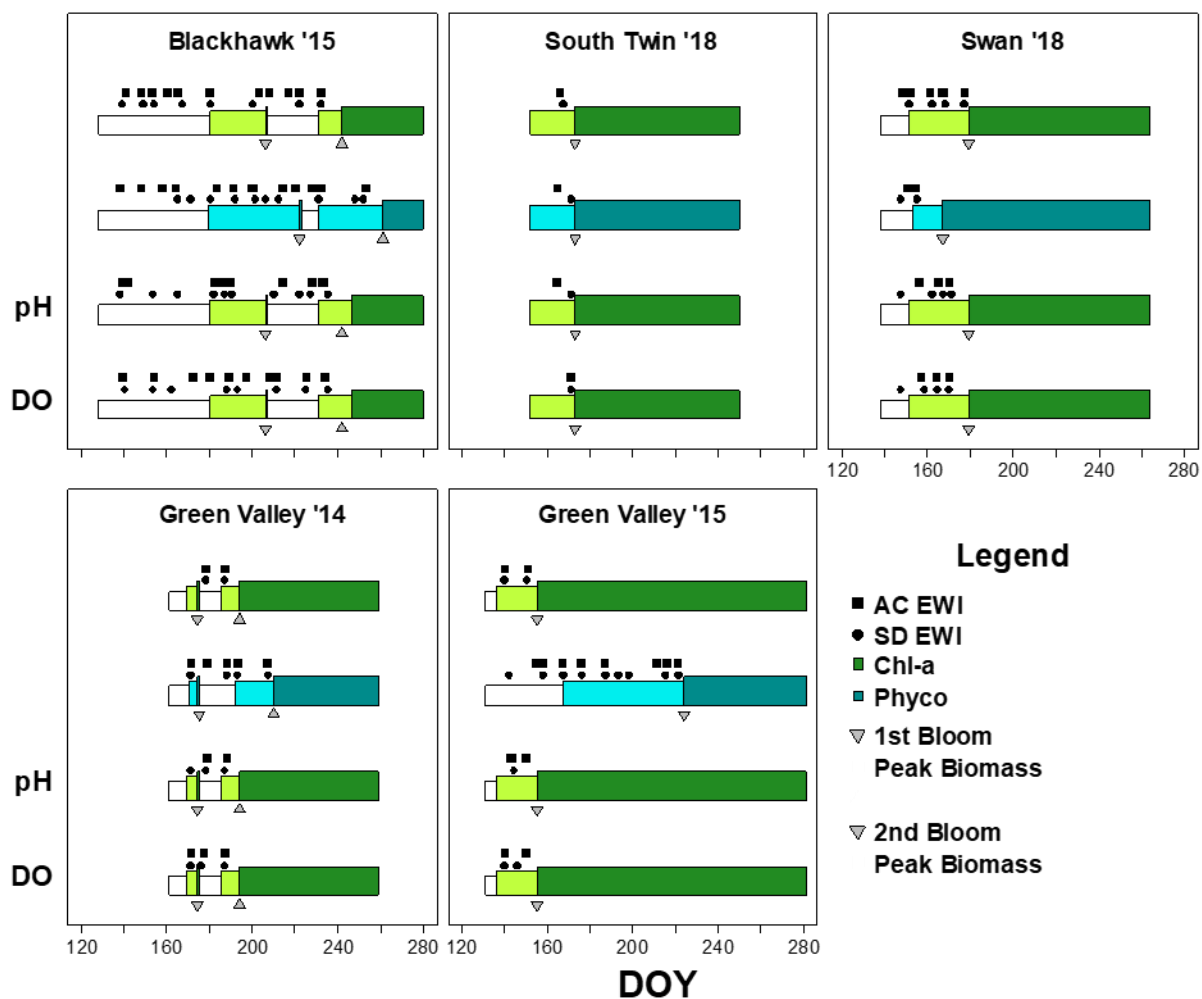 Blackhawk '15
South Twin '18
Swan '18
pH
DO
120 160 200 240 280
Green Valley '14
Green Valley '15
Legend
AC EWI
SD EWI
Chl-a
Phyco
1st Bloom
Peak Biomass
2nd Bloom
Peak Biomass
pH
DO
120 160 200 240 280
120 160 200 240 280
DOY